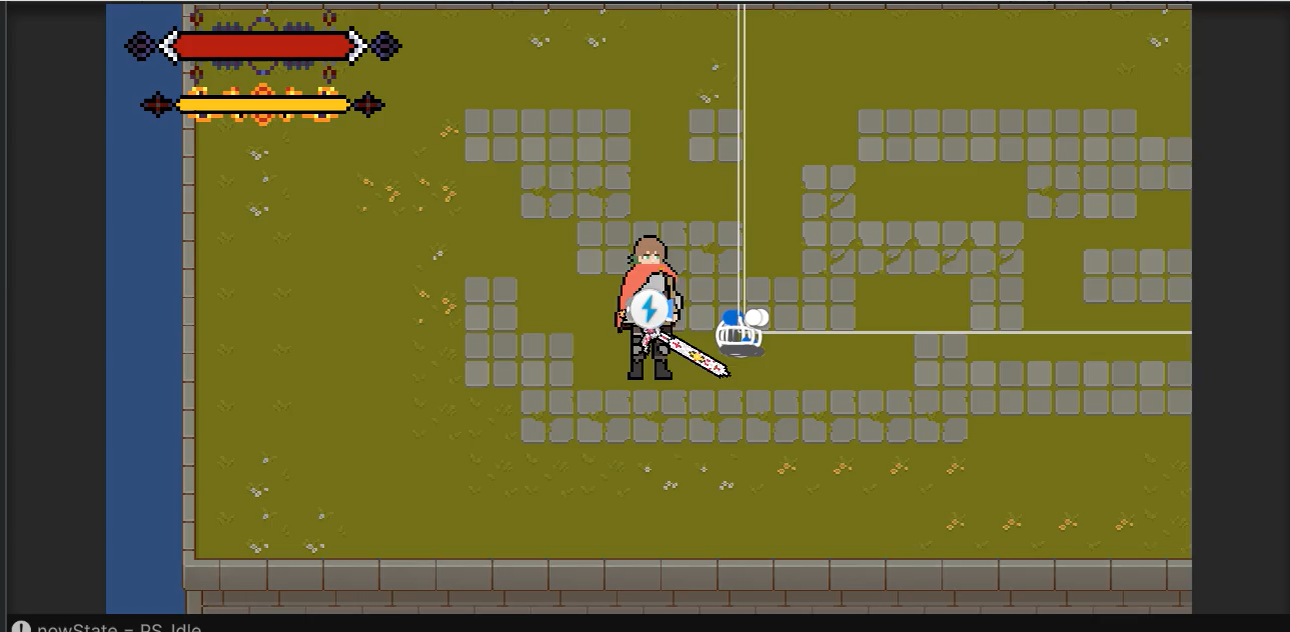 nowState = PS_Idle